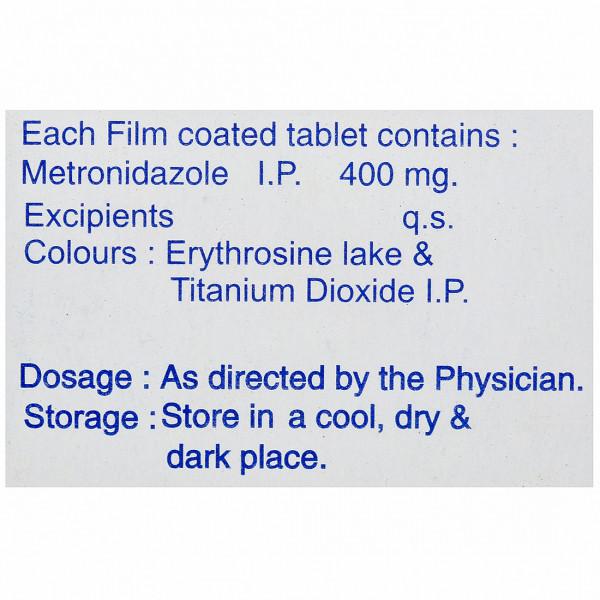 Each Film coated tablet contains :
Metronidazole I.P. 400 mg.
Excipients q.s.
Colours : Erythrosine lake &
Titanium Dioxide I.P.
Dosage : As directed by the Physician.
Storage : Store in a cool, dry &
dark place.